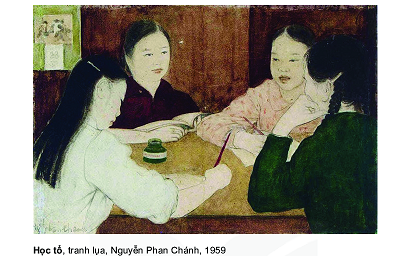 Học tổ, tranh lụa, Nguyễn Phan Chánh, 1959